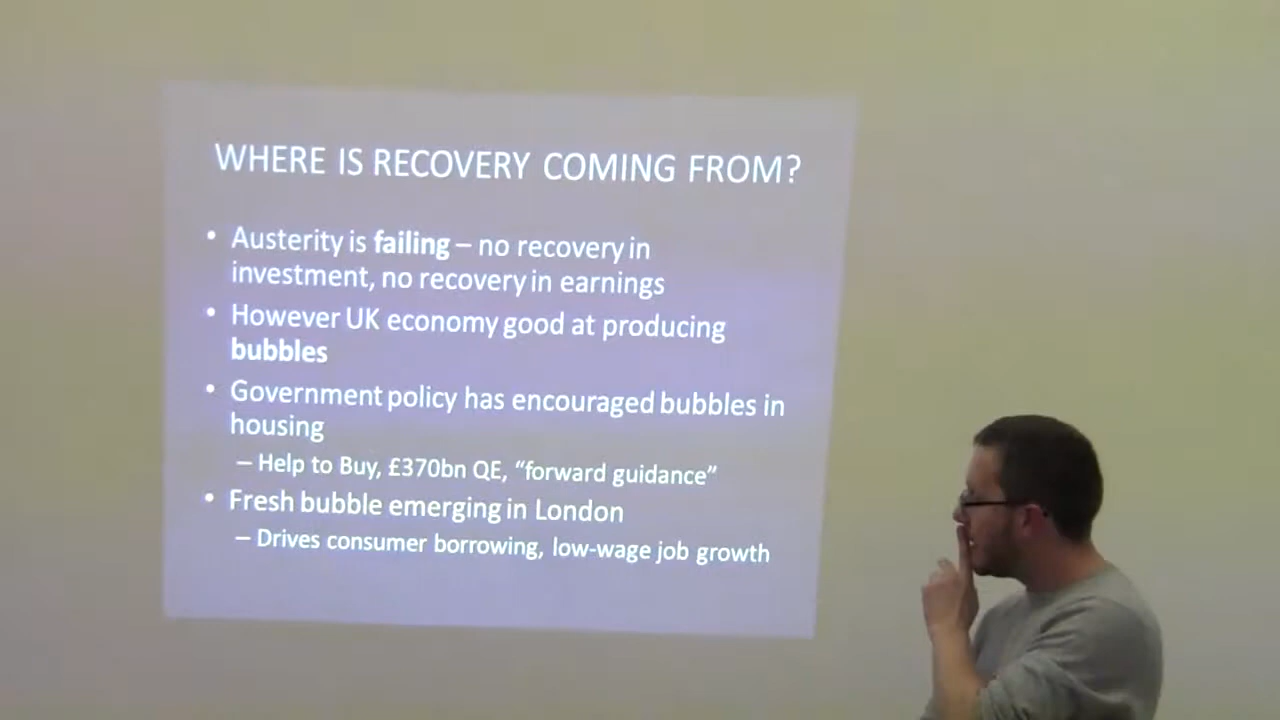 WHERE IS RECOVERY COMING FROM?
• Austerity is failing – no recovery in
investment, no recovery in earnings
• However UK economy good at producing
bubbles
• Government policy has encouraged bubbles in
housing
– Help to Buy, £370bn QE, “forward guidance”
• Fresh bubble emerging in London
– Drives consumer borrowing, low-wage job growth